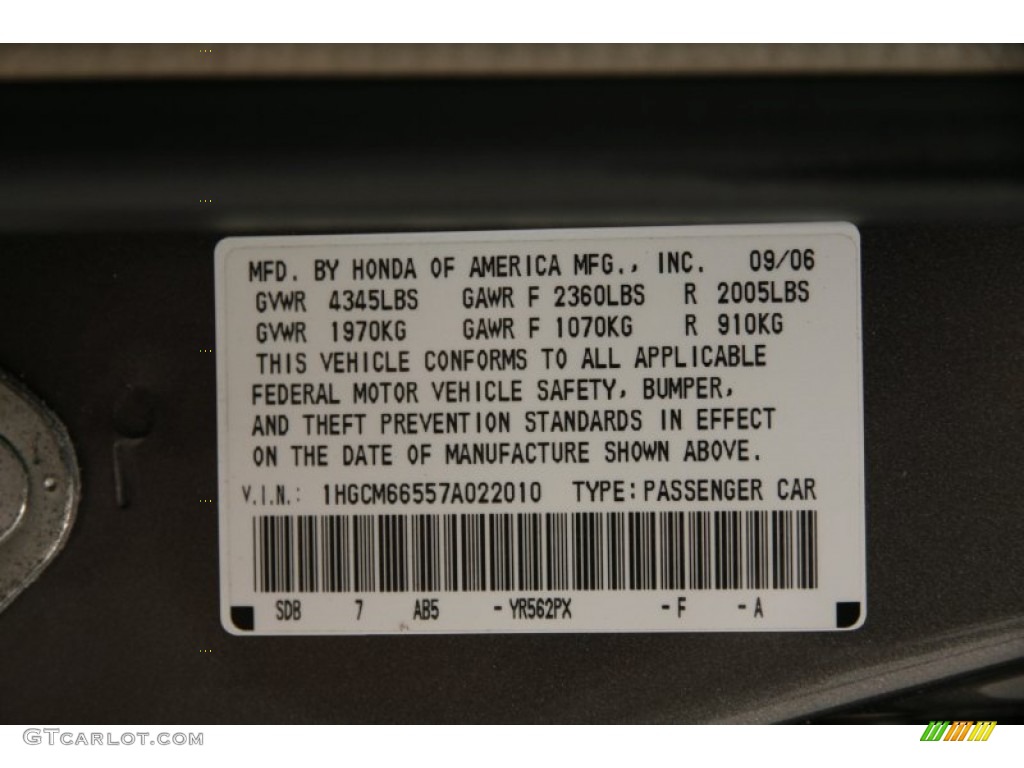 MFD. BY HONDA OF AMERICA MFG., INC. 09/06
GVWR 4345LBS GAWR F 2360LBS R 2005LBS
GVWR 1970KG GAWR F 1070KG R 910KG
THIS VEHICLE CONFORMS TO ALL APPLICABLE
FEDERAL MOTOR VEHICLE SAFETY, BUMPER,
AND THEFT PREVENTION STANDARDS IN EFFECT
ON THE DATE OF MANUFACTURE SHOWN ABOVE.
V.I.N.: 1HGCM66557A022010 TYPE: PASSENGER CAR
SDB 7 AB5 - YR562PX - F - A
GTCARLOT.COM